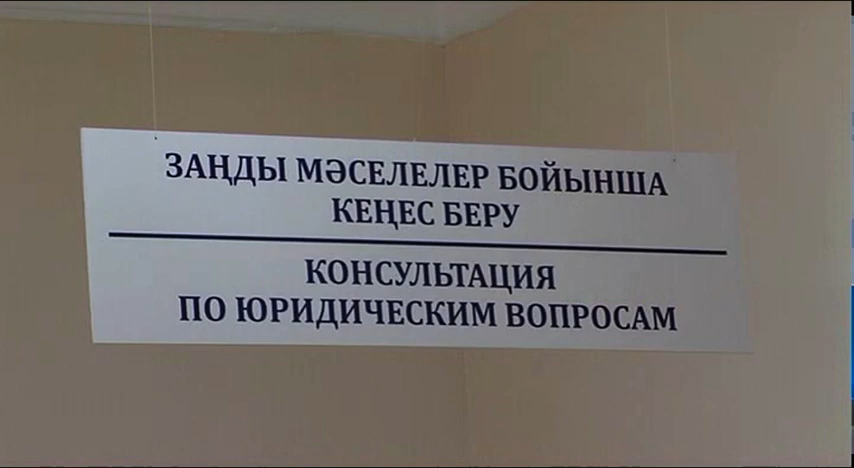 ЗАҢДЫ МӘСЕЛЕЛЕР БОЙЫНША
КЕҢЕС БЕРУ
КОНСУЛЬТАЦИЯ
ПО ЮРИДИЧЕСКИМ ВОПРОСАМ